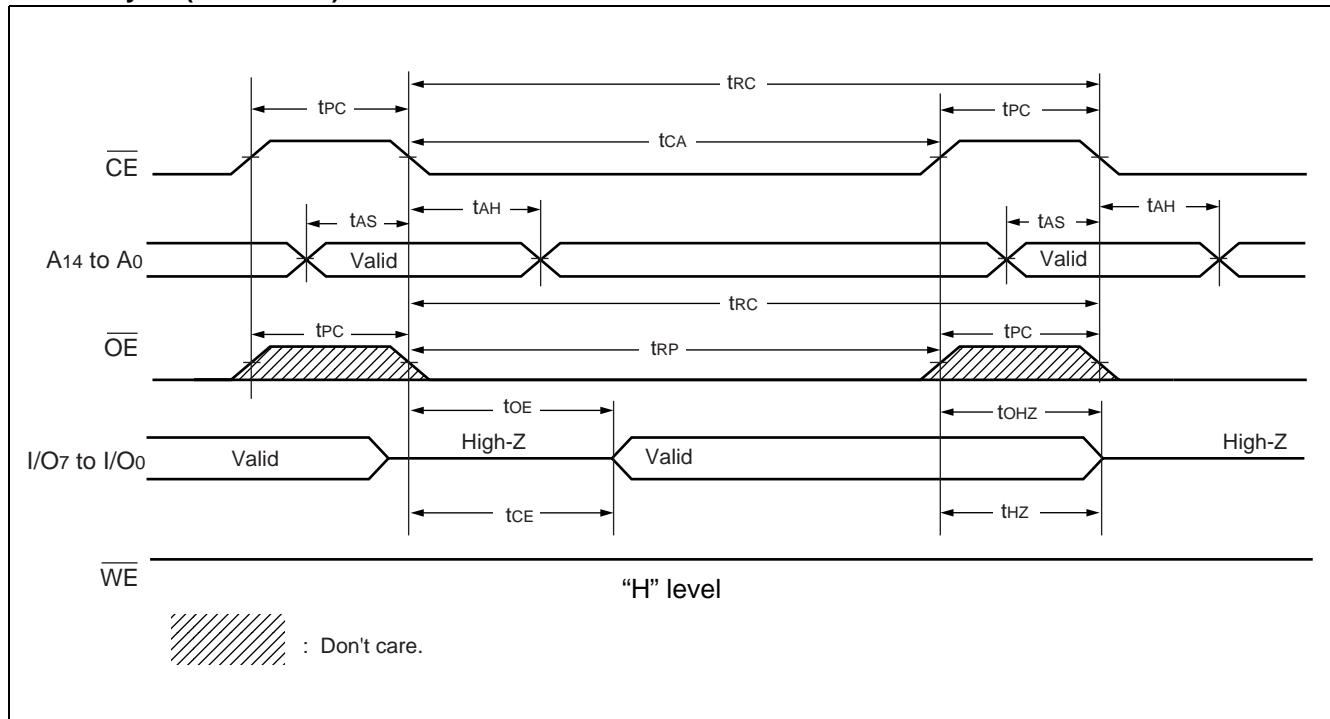 tRC
tPC
tPC
tCA
CE
tAS
tAH
tAS
tAH
A14 to A0
Valid
Valid
tRC
tPC
tPC
OE
tRP
tOE
tOHZ
High-Z
High-Z
I/O7 to I/O0
Valid
Valid
tCE
tHZ
WE
“H” level
: Don't care.